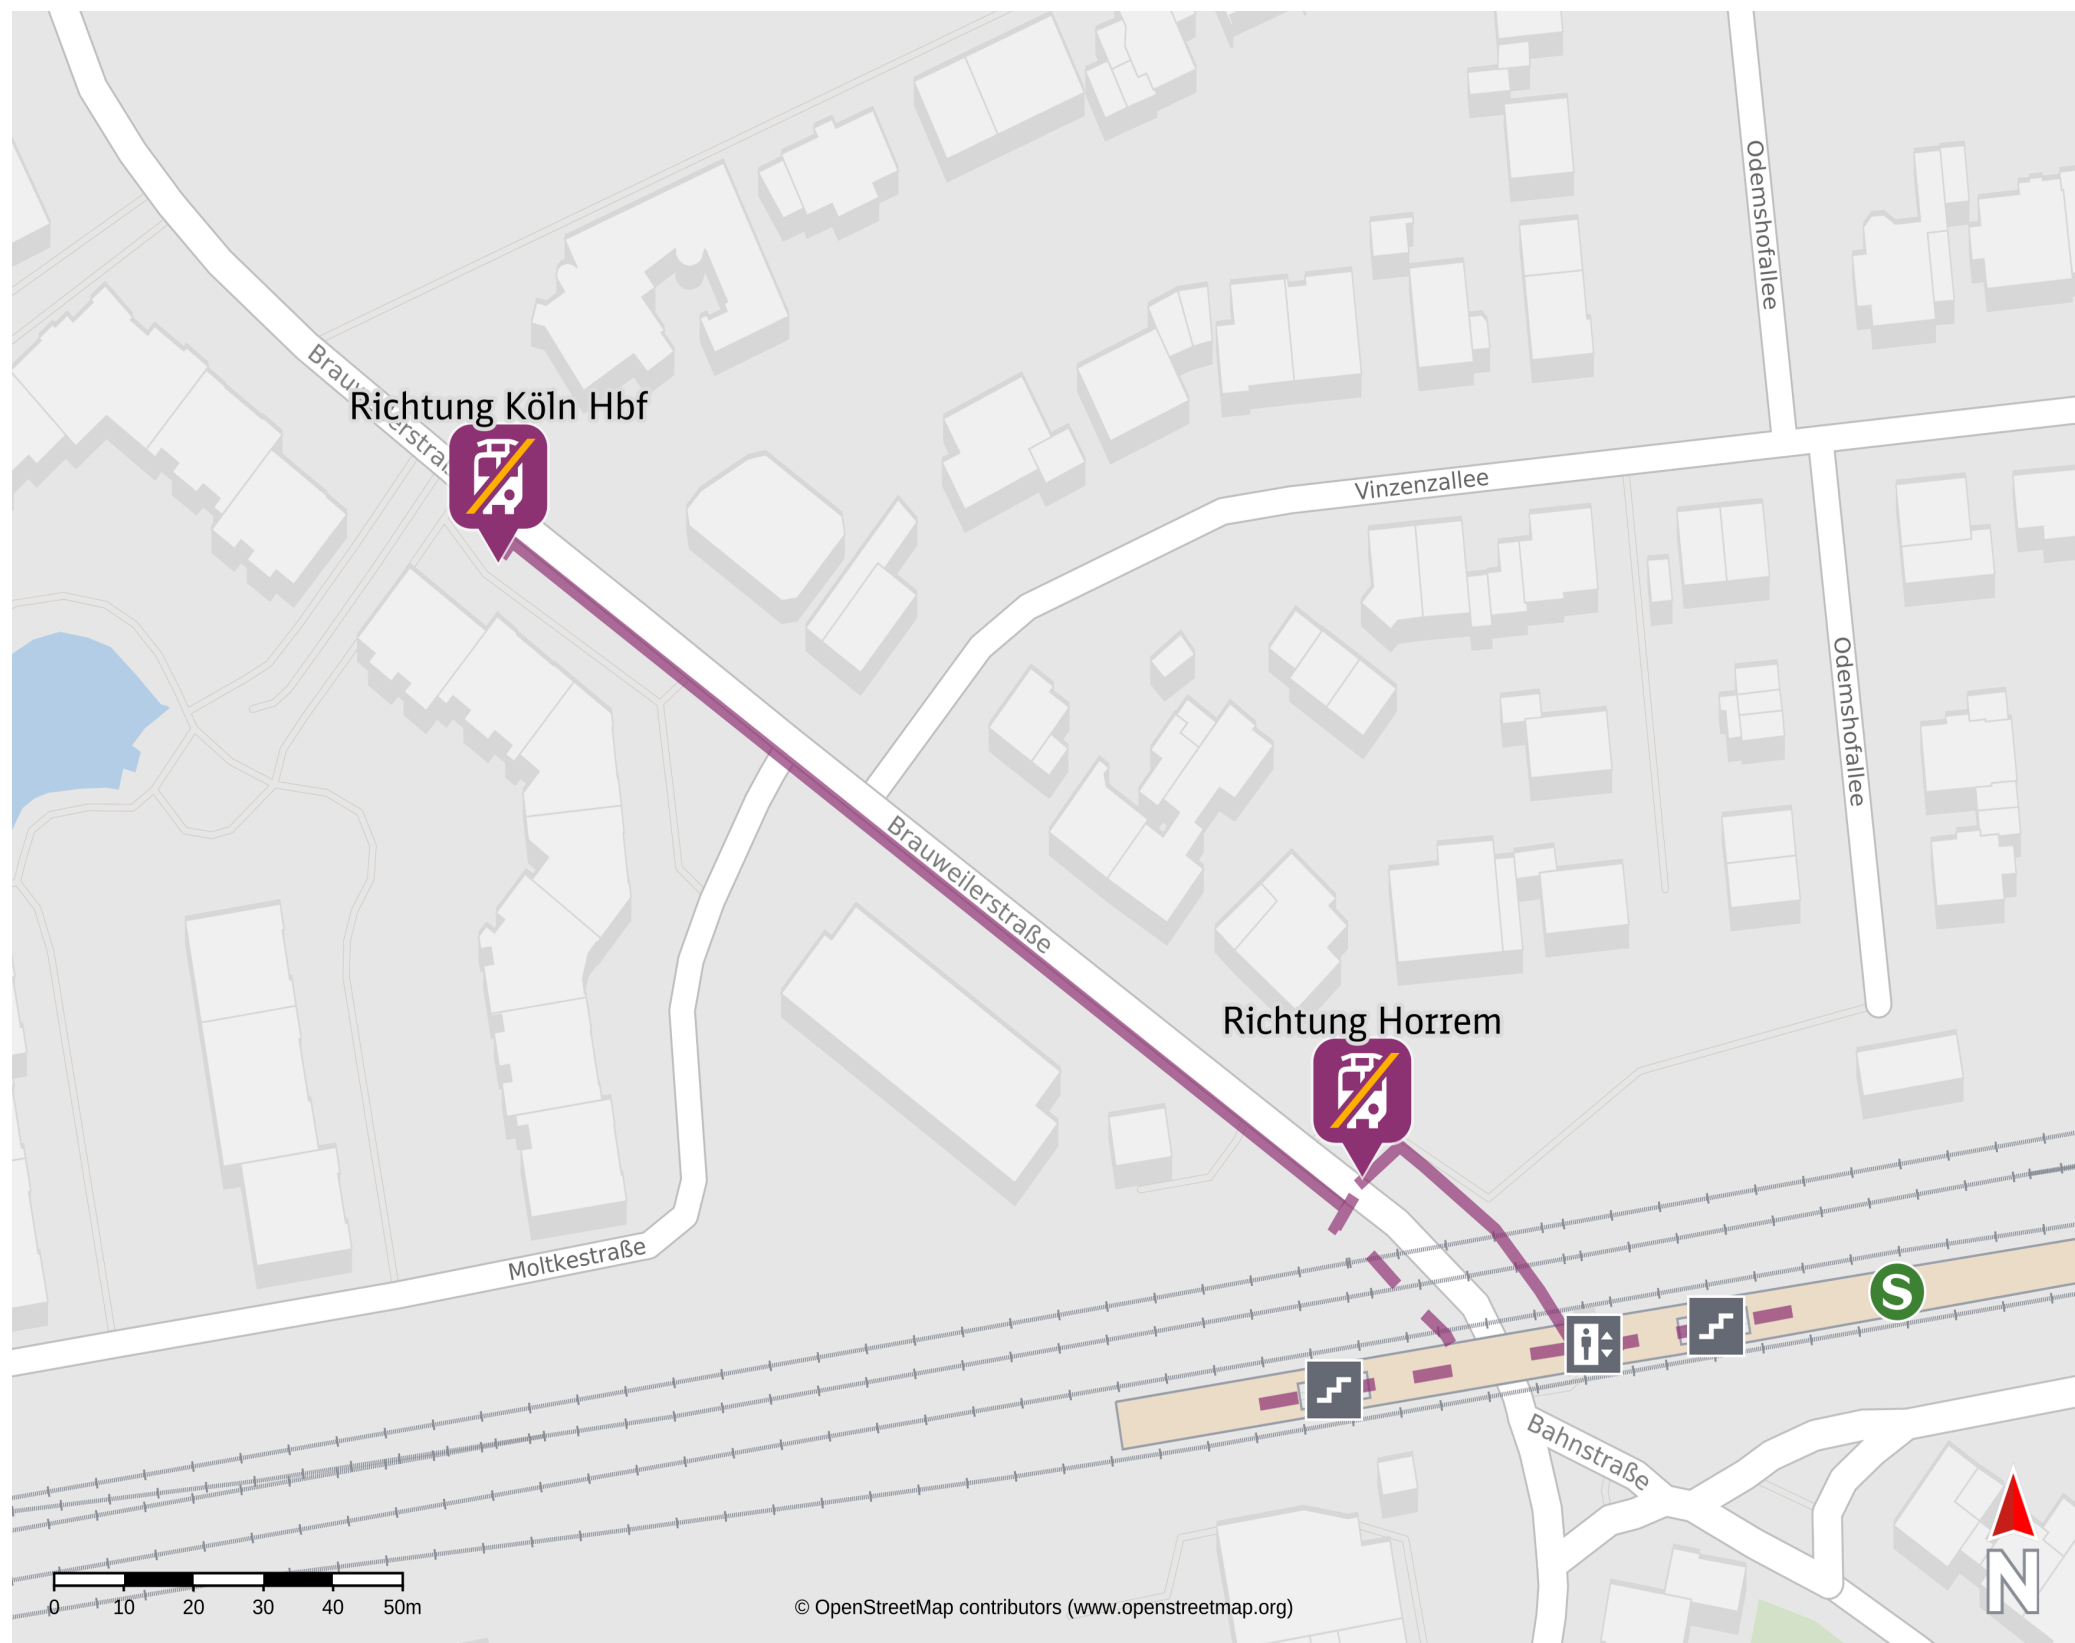 Odemshofallee
Brauweilerstraße
Richtung Köln Hbf
Vinzenzallee
Odemshofallee
Brauweilerstraße
Richtung Horrem
Moltkestraße
S
Bahnstraße
N
0 10 20 30 40 50m
© OpenStreetMap contributors (www.openstreetmap.org)